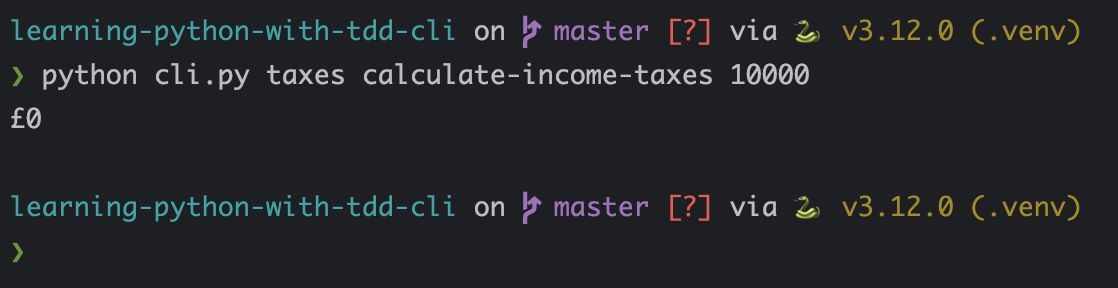 learning-python-with-tdd-cli on master [?] via 🐍 v3.12.0 (.venv)
❯ python cli.py taxes calculate-income-taxes 10000
£0
learning-python-with-tdd-cli on master [?] via 🐍 v3.12.0 (.venv)
❯